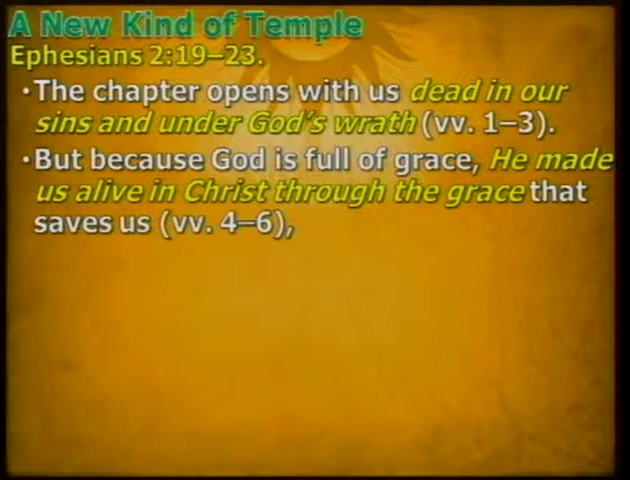 A New Kind of Temple
Ephesians 2:19–23.
•The chapter opens with us dead in our
sins and under God's wrath (vv. 1–3).
•But because God is full of grace, He made
us alive in Christ through the grace that
saves us (vv. 4–6),